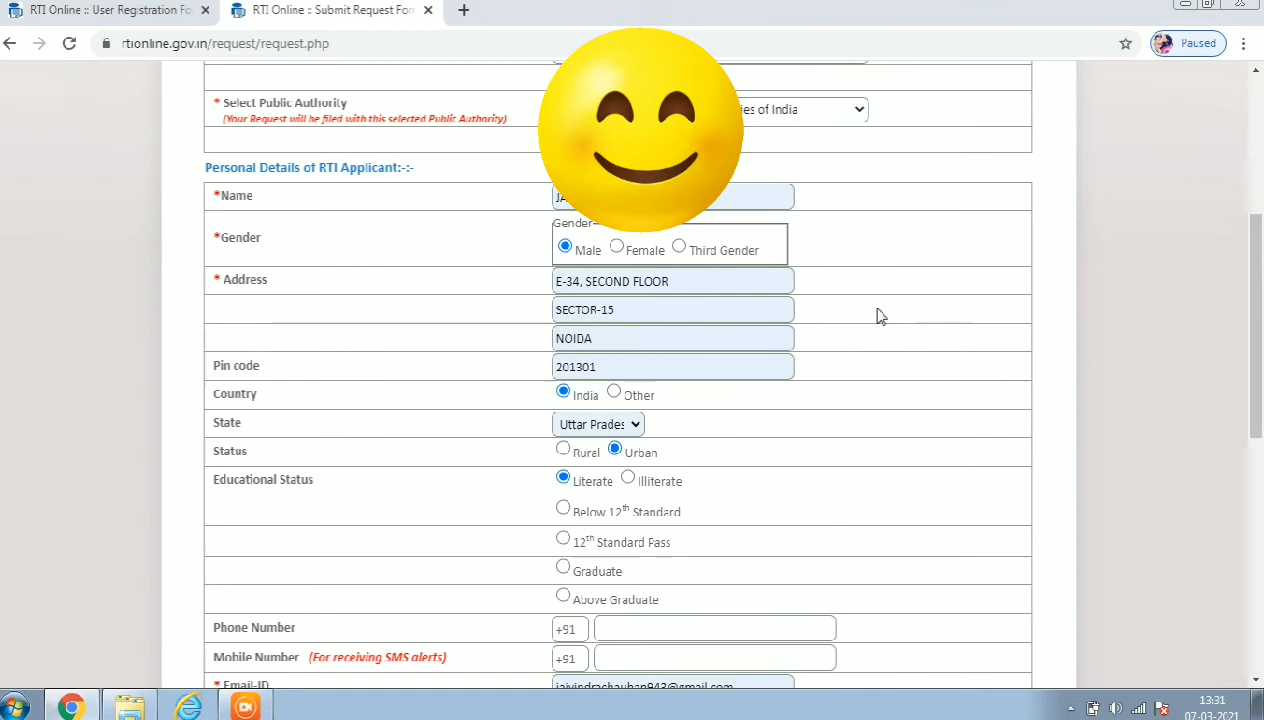 RTI Online :: User Registration Fo
RTI Online :: Submit Request For
rtionline.gov.in/request/request.php
Paused
* Select Public Authority
(Your Request will be filed with this selected Public Authority)
of India
Personal Details of RTI Applicant:-:-
*Name
Gender
*Gender
Male Female Third Gender
* Address
E-34, SECOND FLOOR
SECTOR-15
NOIDA
Pin code
201301
Country
India Other
State
Uttar Prades
Status
Rural Urban
Educational Status
Literate Illiterate
Below 12th Standard
12th Standard Pass
Graduate
Above Graduate
Phone Number
+91
Mobile Number (For receiving SMS alerts)
+91
* Email-ID
jaivindrachauhan943@gmail.com
13:31
07-03-2021